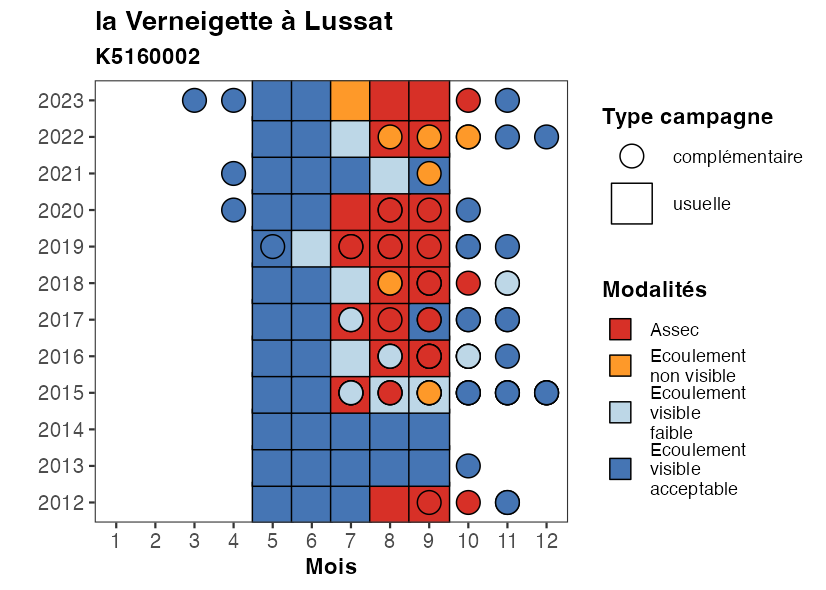 la Verneigette à Lussat
K5160002
2023
2022
2021
2020
2019
2018
2017
2016
2015
2014
2013
2012
1 2 3 4 5 6 7 8 9 10 11 12
Mois
Type campagne
complémentaire
usuelle
Modalités
Assec
Ecoulement
non visible
Ecoulement
visible
faible
Ecoulement
visible
acceptable